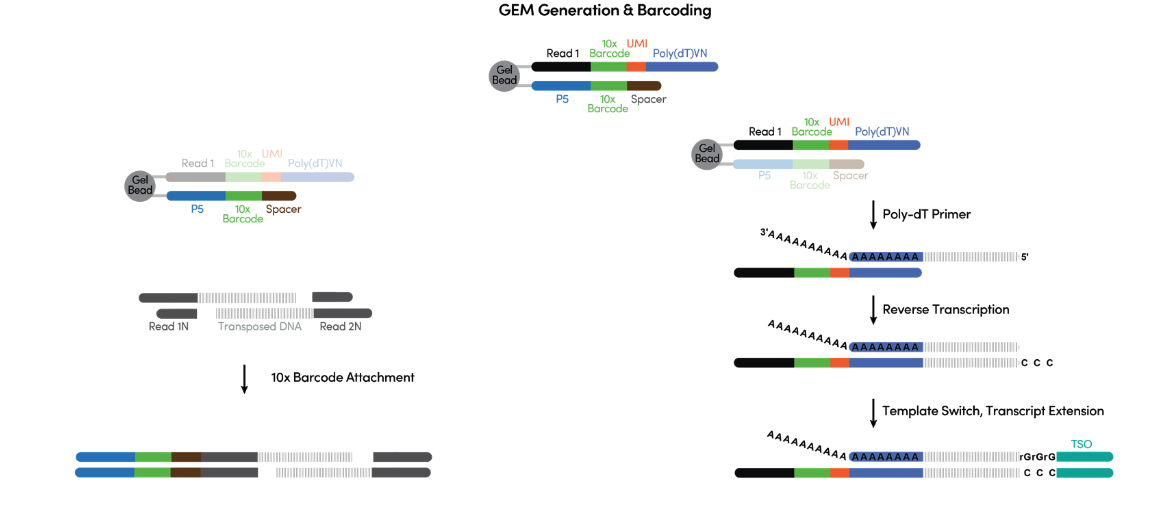 GEM Generation & Barcoding
10x
Barcode
UMI
Read 1
Poly(dT)VN
Gel
Bead
P5
10x
Barcode
Spacer
10x
Barcode
UMI
Read 1
Poly(dT)VN
Gel
Bead
P5
10x
Barcode
Spacer
10x
Barcode
UMI
Read 1
Poly(dT)VN
Gel
Bead
P5
10x
Barcode
Spacer
Poly-dT Primer
3'AAAAAAAAAA AAAAAAAA 5'
Read 1N
Transposed DNA
Read 2N
Reverse Transcription
AAAAAAAAAA AAAAAAAA
C C C
10x Barcode Attachment
Template Switch, Transcript Extension
TSO
AAAAAAAAAA AAAAAAAA rGrGrG
C C C